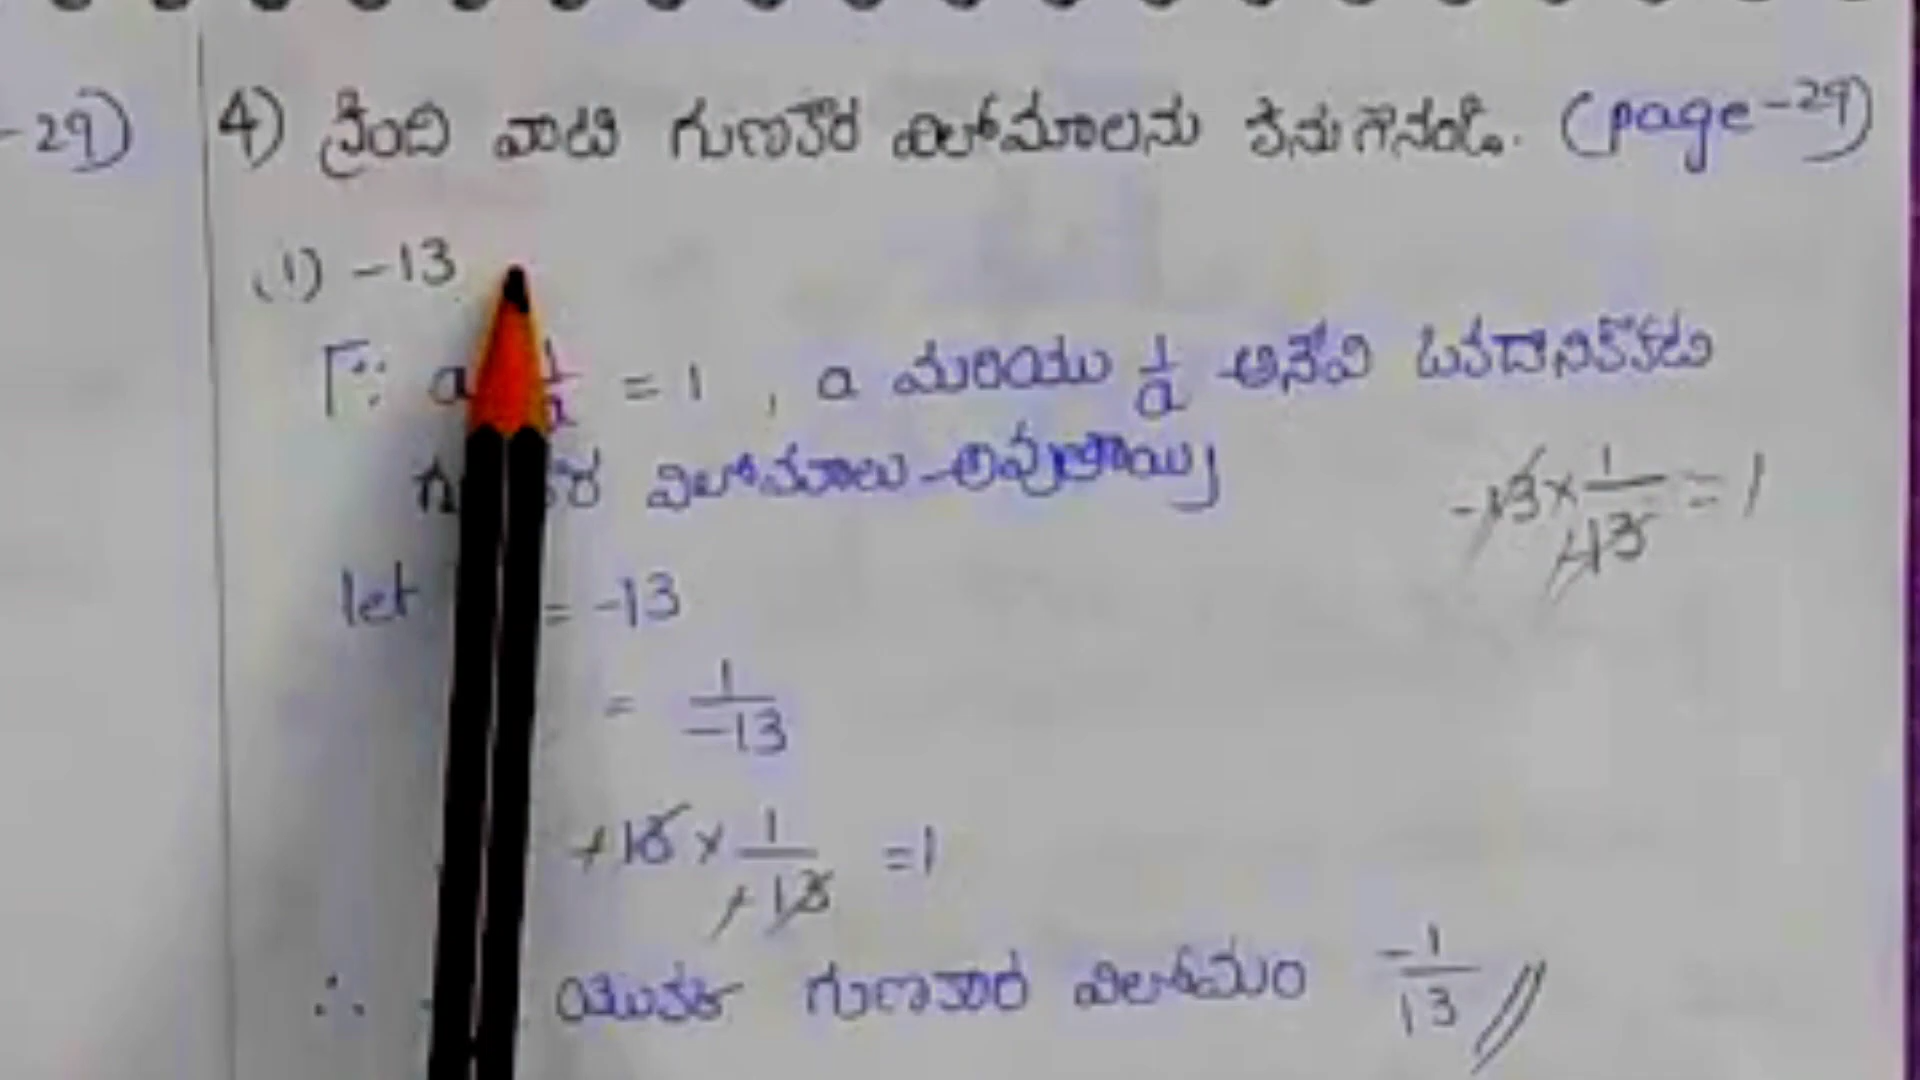 -29)
4) క్రింది వాటి గుణకార విలోమాలను కనుగొనండి. (page-29)
(i) -13
[∵ a 1/a = 1, a మరియు 1/a అనేవి ఒకదానికొకటి
గు కార విలోమాలు అవుతాయి]
-13 × 1/-13 = 1
let = -13
= 1/-13
-13 × 1/-13 = 1
∴ - యొక్క గుణకార విలోమం -1/13 //